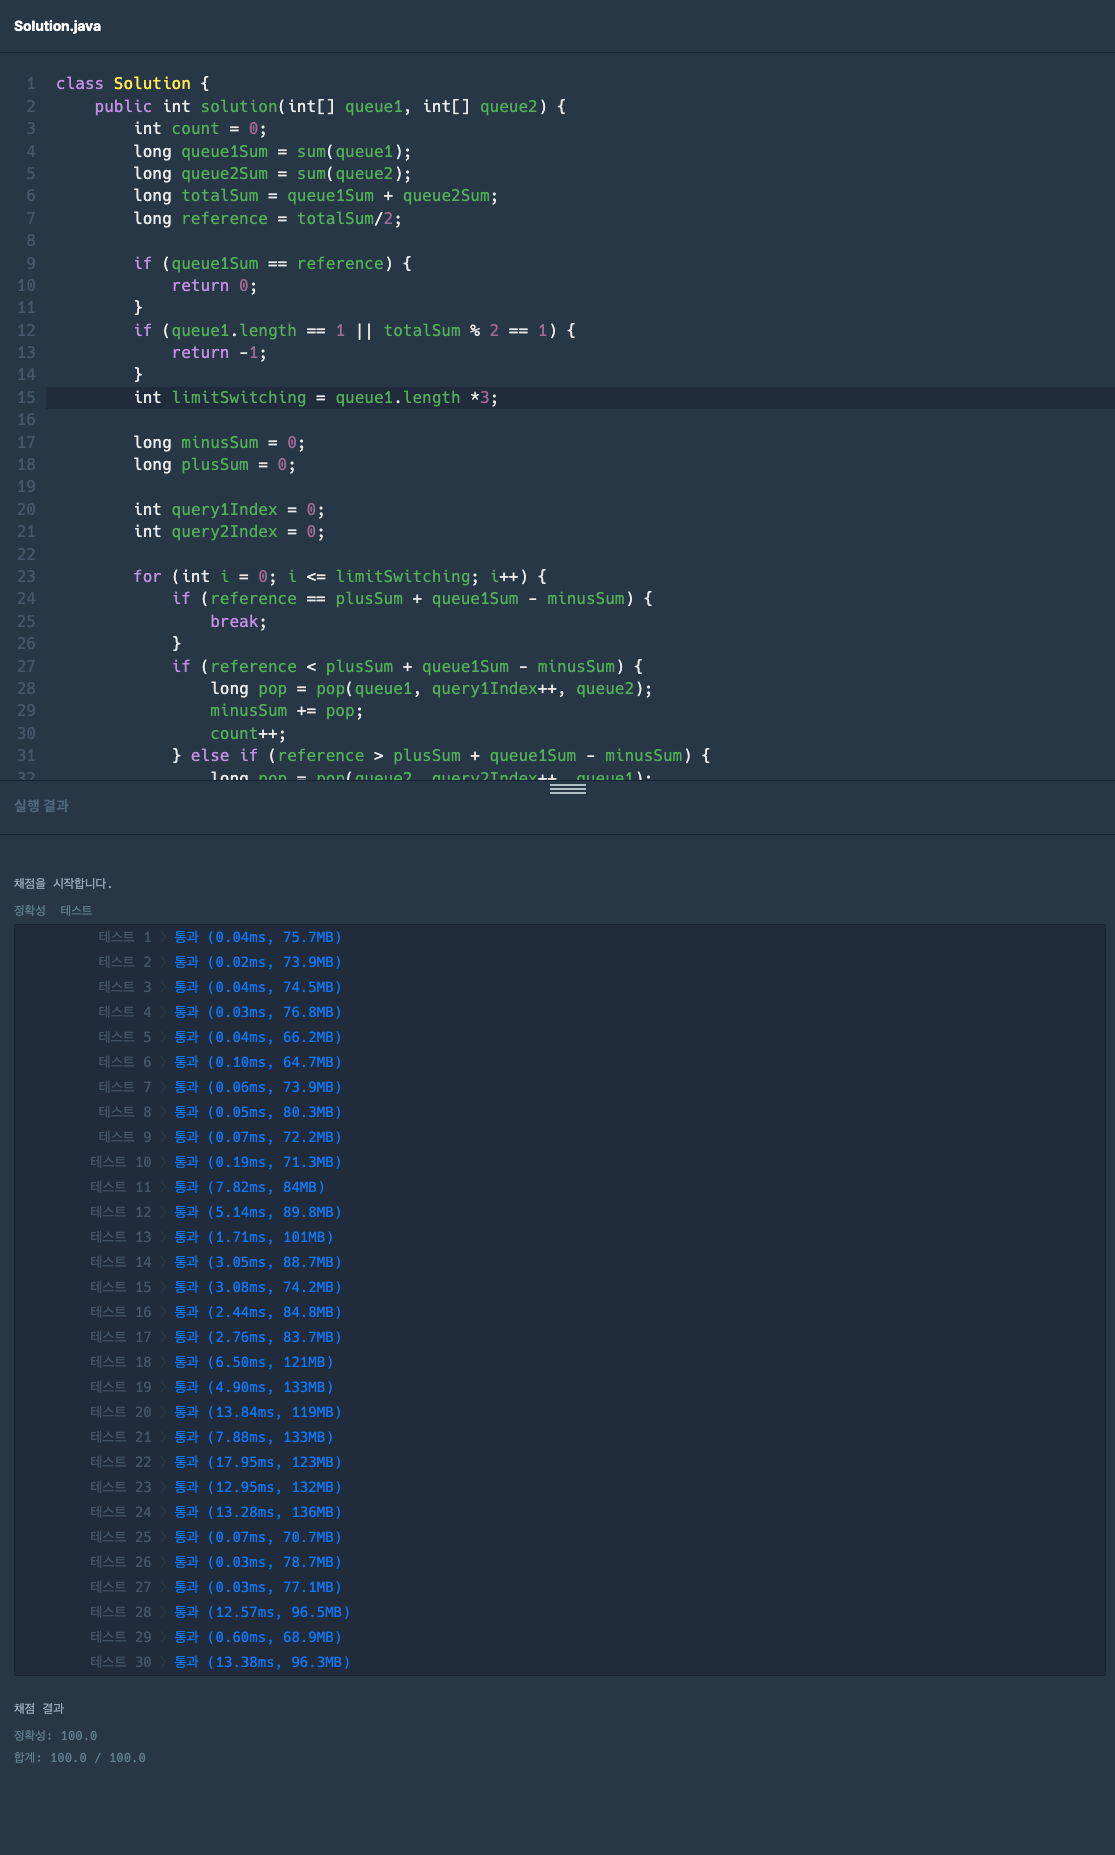 Solution.java
1 class Solution {
2 public int solution(int[] queue1, int[] queue2) {
3 int count = 0;
4 long queue1Sum = sum(queue1);
5 long queue2Sum = sum(queue2);
6 long totalSum = queue1Sum + queue2Sum;
7 long reference = totalSum/2;
8
9 if (queue1Sum == reference) {
10 return 0;
11 }
12 if (queue1.length == 1 || totalSum % 2 == 1) {
13 return -1;
14 }
15 int limitSwitching = queue1.length *3;
16
17 long minusSum = 0;
18 long plusSum = 0;
19
20 int query1Index = 0;
21 int query2Index = 0;
22
23 for (int i = 0; i <= limitSwitching; i++) {
24 if (reference == plusSum + queue1Sum - minusSum) {
25 break;
26 }
27 if (reference < plusSum + queue1Sum - minusSum) {
28 long pop = pop(queue1, query1Index++, queue2);
29 minusSum += pop;
30 count++;
31 } else if (reference > plusSum + queue1Sum - minusSum) {
32 long pop = pop(queue2, query2Index++, queue1);
실행 결과
채점을 시작합니다.
정확성 테스트
테스트 1 〉 통과 (0.04ms, 75.7MB)
테스트 2 〉 통과 (0.02ms, 73.9MB)
테스트 3 〉 통과 (0.04ms, 74.5MB)
테스트 4 〉 통과 (0.03ms, 76.8MB)
테스트 5 〉 통과 (0.04ms, 66.2MB)
테스트 6 〉 통과 (0.10ms, 64.7MB)
테스트 7 〉 통과 (0.06ms, 73.9MB)
테스트 8 〉 통과 (0.05ms, 80.3MB)
테스트 9 〉 통과 (0.07ms, 72.2MB)
테스트 10 〉 통과 (0.19ms, 71.3MB)
테스트 11 〉 통과 (7.82ms, 84MB)
테스트 12 〉 통과 (5.14ms, 89.8MB)
테스트 13 〉 통과 (1.71ms, 101MB)
테스트 14 〉 통과 (3.05ms, 88.7MB)
테스트 15 〉 통과 (3.08ms, 74.2MB)
테스트 16 〉 통과 (2.44ms, 84.8MB)
테스트 17 〉 통과 (2.76ms, 83.7MB)
테스트 18 〉 통과 (6.50ms, 121MB)
테스트 19 〉 통과 (4.90ms, 133MB)
테스트 20 〉 통과 (13.84ms, 119MB)
테스트 21 〉 통과 (7.88ms, 133MB)
테스트 22 〉 통과 (17.95ms, 123MB)
테스트 23 〉 통과 (12.95ms, 132MB)
테스트 24 〉 통과 (13.28ms, 136MB)
테스트 25 〉 통과 (0.07ms, 70.7MB)
테스트 26 〉 통과 (0.03ms, 78.7MB)
테스트 27 〉 통과 (0.03ms, 77.1MB)
테스트 28 〉 통과 (12.57ms, 96.5MB)
테스트 29 〉 통과 (0.60ms, 68.9MB)
테스트 30 〉 통과 (13.38ms, 96.3MB)
채점 결과
정확성: 100.0
합계: 100.0 / 100.0